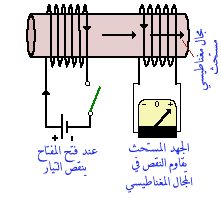 مجال مغناطيسي
مستحث
- 0 +
+ -
عند فتح المفتاح
ينقص التيار
الجهد المستحث
يقاوم النقص في
المجال المغناطيسي